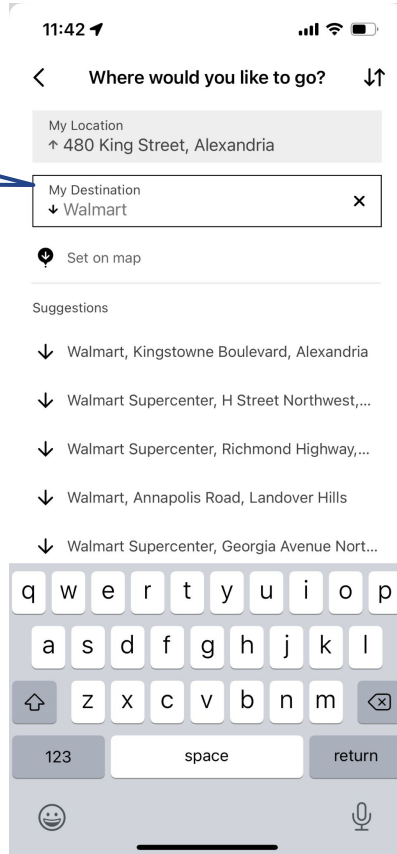 11:42
Where would you like to go?
My Location
480 King Street, Alexandria
My Destination
Walmart
Set on map
Suggestions
Walmart, Kingstowne Boulevard, Alexandria
Walmart Supercenter, H Street Northwest,...
Walmart Supercenter, Richmond Highway,...
Walmart, Annapolis Road, Landover Hills
Walmart Supercenter, Georgia Avenue Nort...
q w e r t y u i o p
a s d f g h j k l
z x c v b n m
123 space return